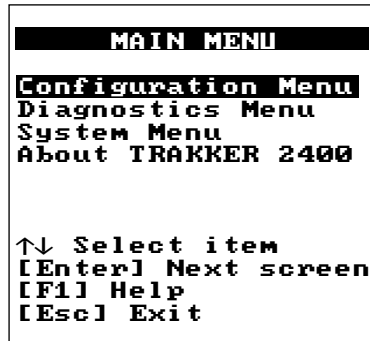 MAIN MENU
Configuration Menu
Diagnostics Menu
System Menu
About TRAKKER 2400
↑↓ Select item
[Enter] Next screen
[F1] Help
[Esc] Exit